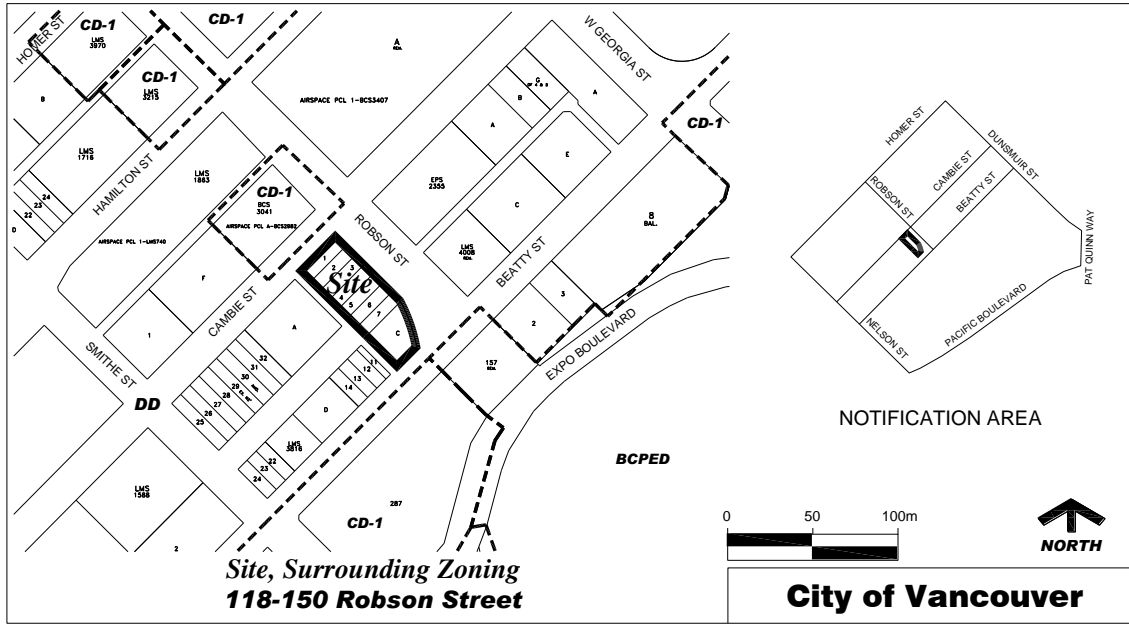 HOMER ST
CD-1
LMS
3970
CD-1
LMS
3215
CD-1
B
LMS
1716
24
23
22
D
HAMILTON ST
LMS
1863
AIRSPACE PCL 1-LMS740
A
RDA.
AIRSPACE PCL 1-BCS3407
CD-1
BCS
3041
AIRSPACE PCL A-BCS2982
F
1
CAMBIE ST
SMITHE ST
DD
W GEORGIA ST
G
A
B
A
E
EPS
2355
C
LMS
4008
RDA.
ROBSON ST
BEATTY ST
CD-1
8
BAL.
3
2
157
RDA.
EXPO BOULEVARD
Site
1
2
3
4
5
6
7
C
A
32
31
30
29
28
27
26
25
11
12
13
14
D
LMS
3816
22
23
24
LMS
1588
2
287
CD-1
BCPED
Site, Surrounding Zoning
118-150 Robson Street
HOMER ST
DUNSMUIR ST
CAMBIE ST
ROBSON ST
BEATTY ST
PAT QUINN WAY
PACIFIC BOULEVARD
NELSON ST
NOTIFICATION AREA
0 50 100m
NORTH
City of Vancouver